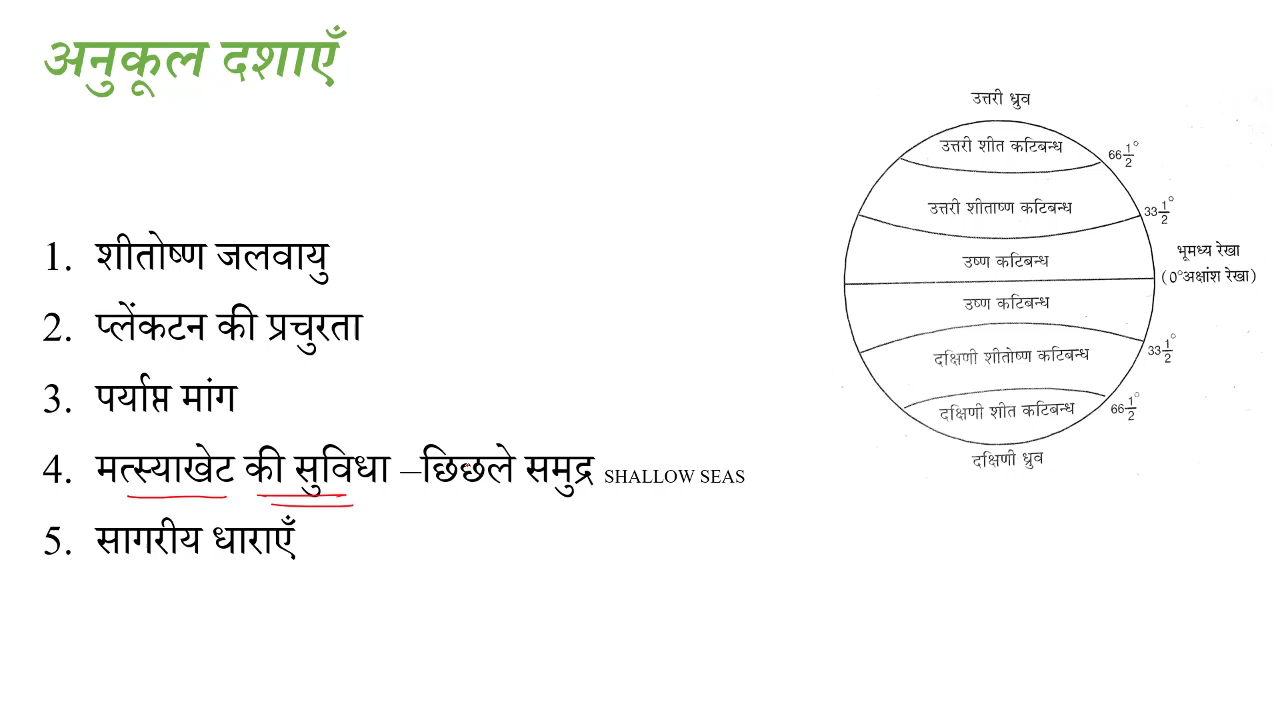 अनुकूल दशाएँ
1. शीतोष्ण जलवायु
2. प्लेंकटन की प्रचुरता
3. पर्याप्त मांग
4. मत्स्याखेट की सुविधा –छिछले समुद्र SHALLOW SEAS
5. सागरीय धाराएँ
उत्तरी ध्रुव
उत्तरी शीत कटिबन्ध
66 1/2°
उत्तरी शीताष्ण कटिबन्ध
33 1/2°
उष्ण कटिबन्ध
भूमध्य रेखा
(0°अक्षांश रेखा)
उष्ण कटिबन्ध
दक्षिणी शीतोष्ण कटिबन्ध
33 1/2°
दक्षिणी शीत कटिबन्ध
66 1/2°
दक्षिणी ध्रुव